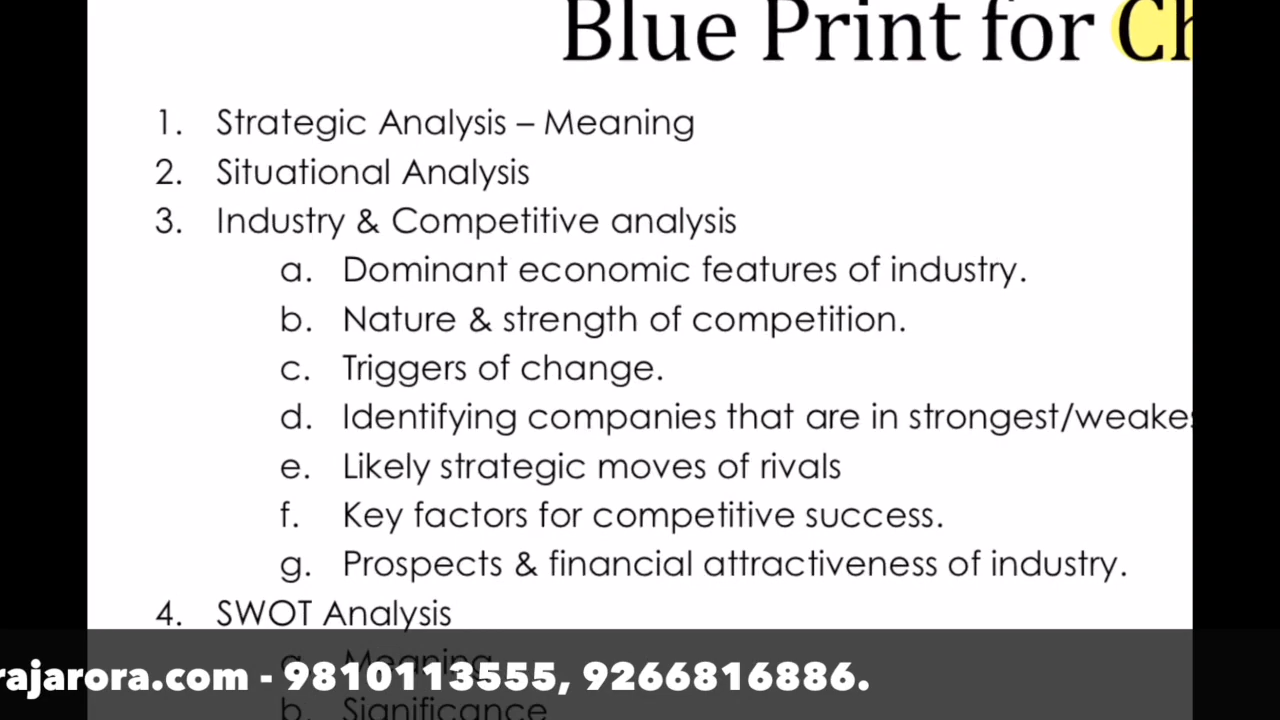 Blue Print for
1. Strategic Analysis – Meaning
2. Situational Analysis
3. Industry & Competitive analysis
a. Dominant economic features of industry.
b. Nature & strength of competition.
c. Triggers of change.
d. Identifying companies that are in strongest/weakes
e. Likely strategic moves of rivals
f. Key factors for competitive success.
g. Prospects & financial attractiveness of industry.
4. SWOT Analysis
a. Meaning
rajarora.com - 9810113555, 9266816886.
b. Significance